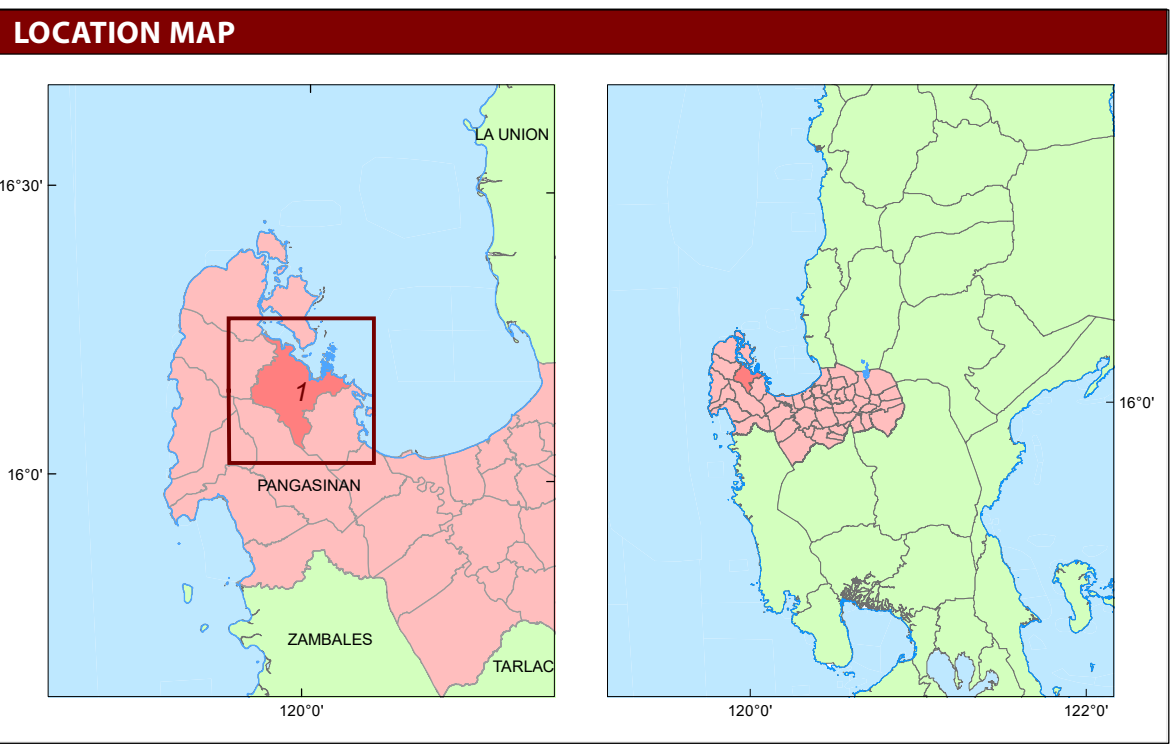 LOCATION MAP
LA UNION
16°30'
1
16°0'
PANGASINAN
ZAMBALES
TARLAC
120°0'
16°0'
120°0'
122°0'